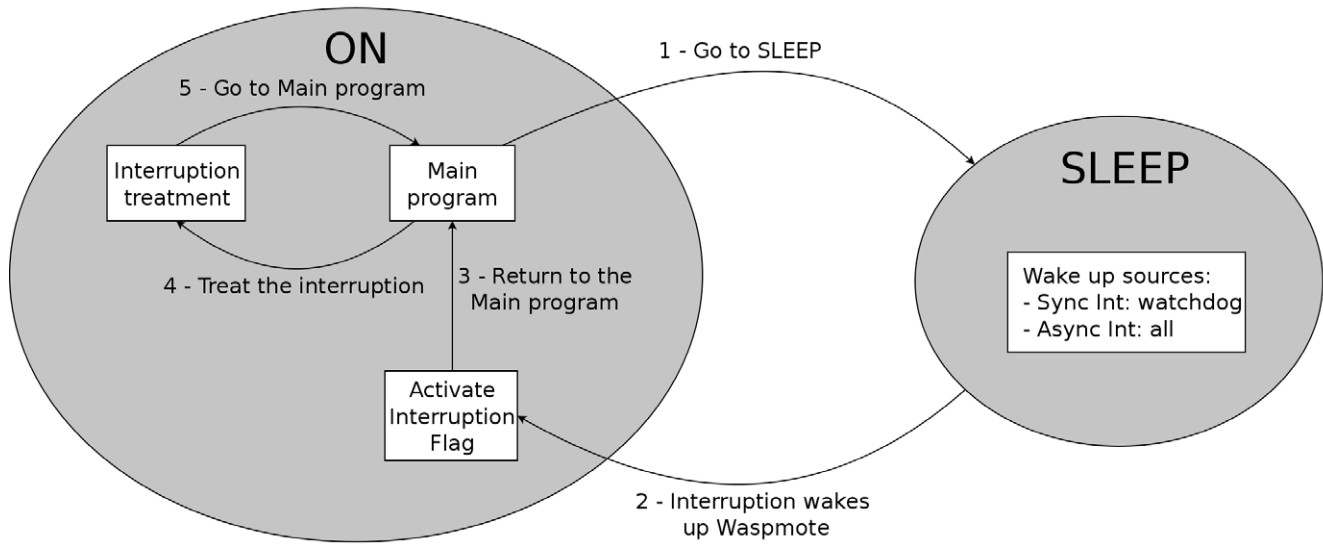 ON
1 - Go to SLEEP
5 - Go to Main program
Interruption
treatment
Main
program
SLEEP
4 - Treat the interruption
3 - Return to the
Main program
Wake up sources:
- Sync Int: watchdog
- Async Int: all
Activate
Interruption
Flag
2 - Interruption wakes
up Waspmote